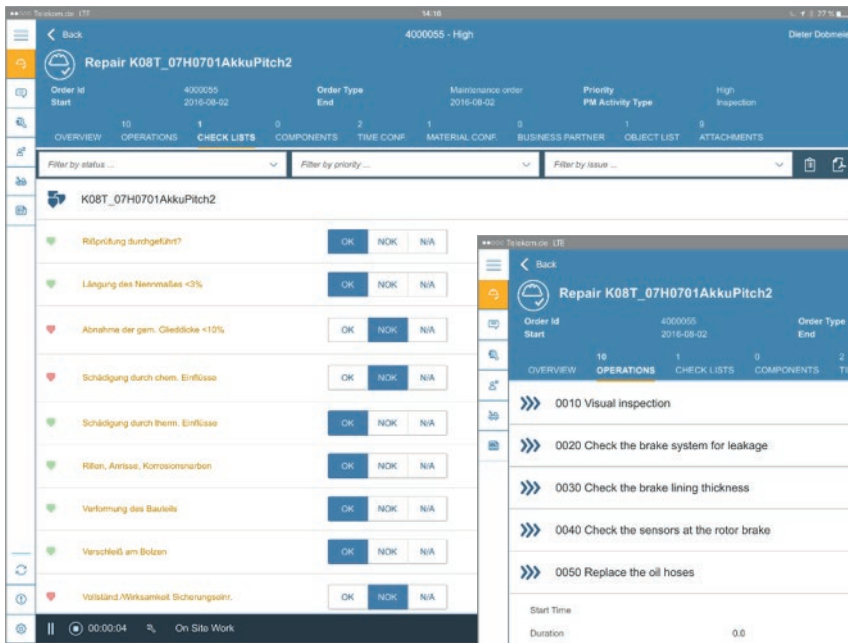 Telekom.de LTE 14:16 27 %
Back 4000055 - High Dieter Dobmeie
Repair K08T_07H0701AkkuPitch2
Order Id 4000055 Order Type Maintenance order Priority High
Start 2016-08-02 End 2016-08-02 PM Activity Type Inspection
10 1 0 2 1 0 1 9
OVERVIEW OPERATIONS CHECK LISTS COMPONENTS TIME CONF. MATERIAL CONF. BUSINESS PARTNER OBJECT LIST ATTACHMENTS
Filter by status ... Filter by priority ... Filter by issue ...
K08T_07H0701AkkuPitch2
Rißprüfung durchgeführt? OK NOK N/A
Längung des Nennmaßes <3% OK NOK N/A
Abnahme der gem. Glieddicke <10% OK NOK N/A
Schädigung durch chem. Einflüsse OK NOK N/A
Schädigung durch therm. Einflüsse OK NOK N/A
Rillen, Anrisse, Korrosionsnarben OK NOK N/A
Verformung des Bauteils OK NOK N/A
Verschleiß am Bolzen OK NOK N/A
Vollständ./Wirksamkeit Sicherungseinr. OK NOK N/A
00:00:04 On Site Work
Telekom.de LTE
Back
Repair K08T_07H0701AkkuPitch2
Order Id 4000055 Order Type
Start 2016-08-02 End
10 1 0 2
OVERVIEW OPERATIONS CHECK LISTS COMPONENTS TI
0010 Visual inspection
0020 Check the brake system for leakage
0030 Check the brake lining thickness
0040 Check the sensors at the rotor brake
0050 Replace the oil hoses
Start Time
Duration 0.0